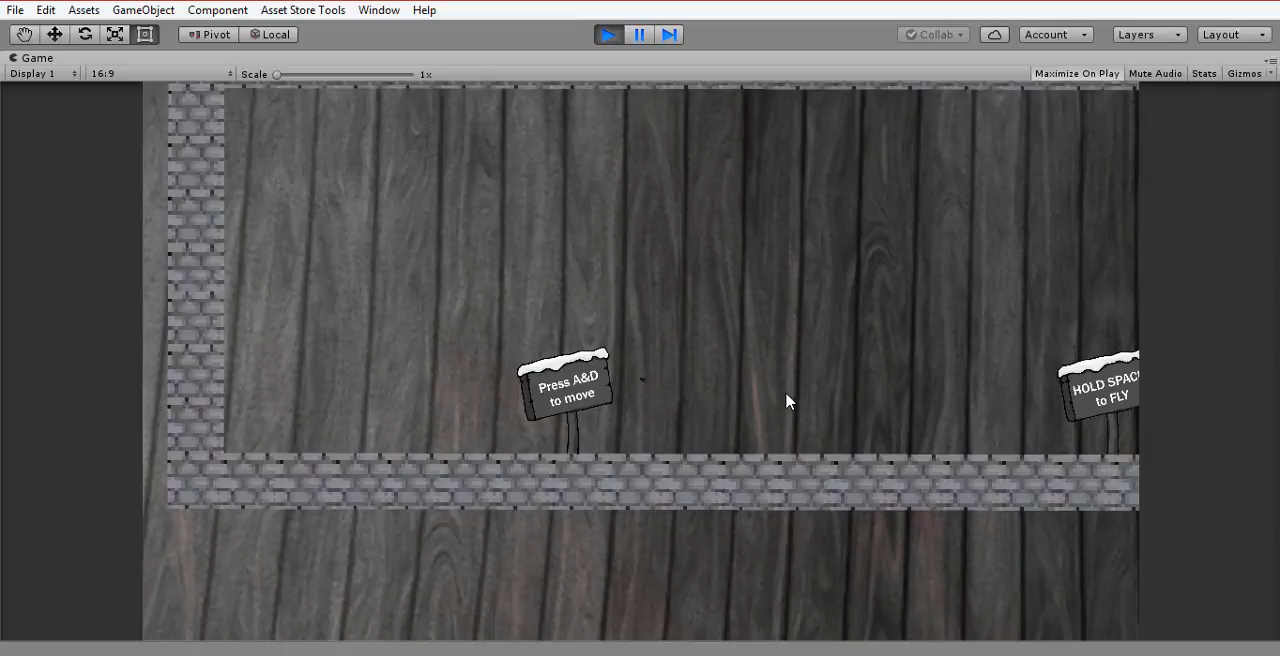 File Edit Assets GameObject Component Asset Store Tools Window Help
Pivot Local Collab Account Layers Layout
Game
Display 1 16:9 Scale 1x Maximize On Play Mute Audio Stats Gizmos
Press A&D
to move
HOLD SPAC
to FLY